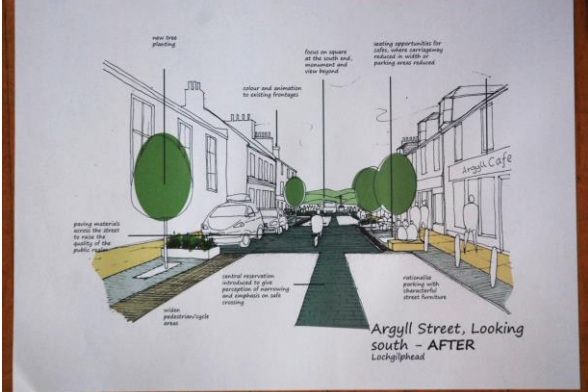 new tree
planting
focus on square
at the south end,
monument and
view beyond
seating opportunities for
cafes, where carriageway
reduced in width or
parking areas reduced
colour and animation
to existing frontages
Argyll Cafe
paving materials
across the street
to raise the
quality of the
public realm
central reservation
introduced to give
perception of narrowing
and emphasis on safe
crossing
rationalise
parking with
characterful
street furniture
widen
pedestrian/cycle
areas
Argyll Street, Looking
south - AFTER
Lochgilphead